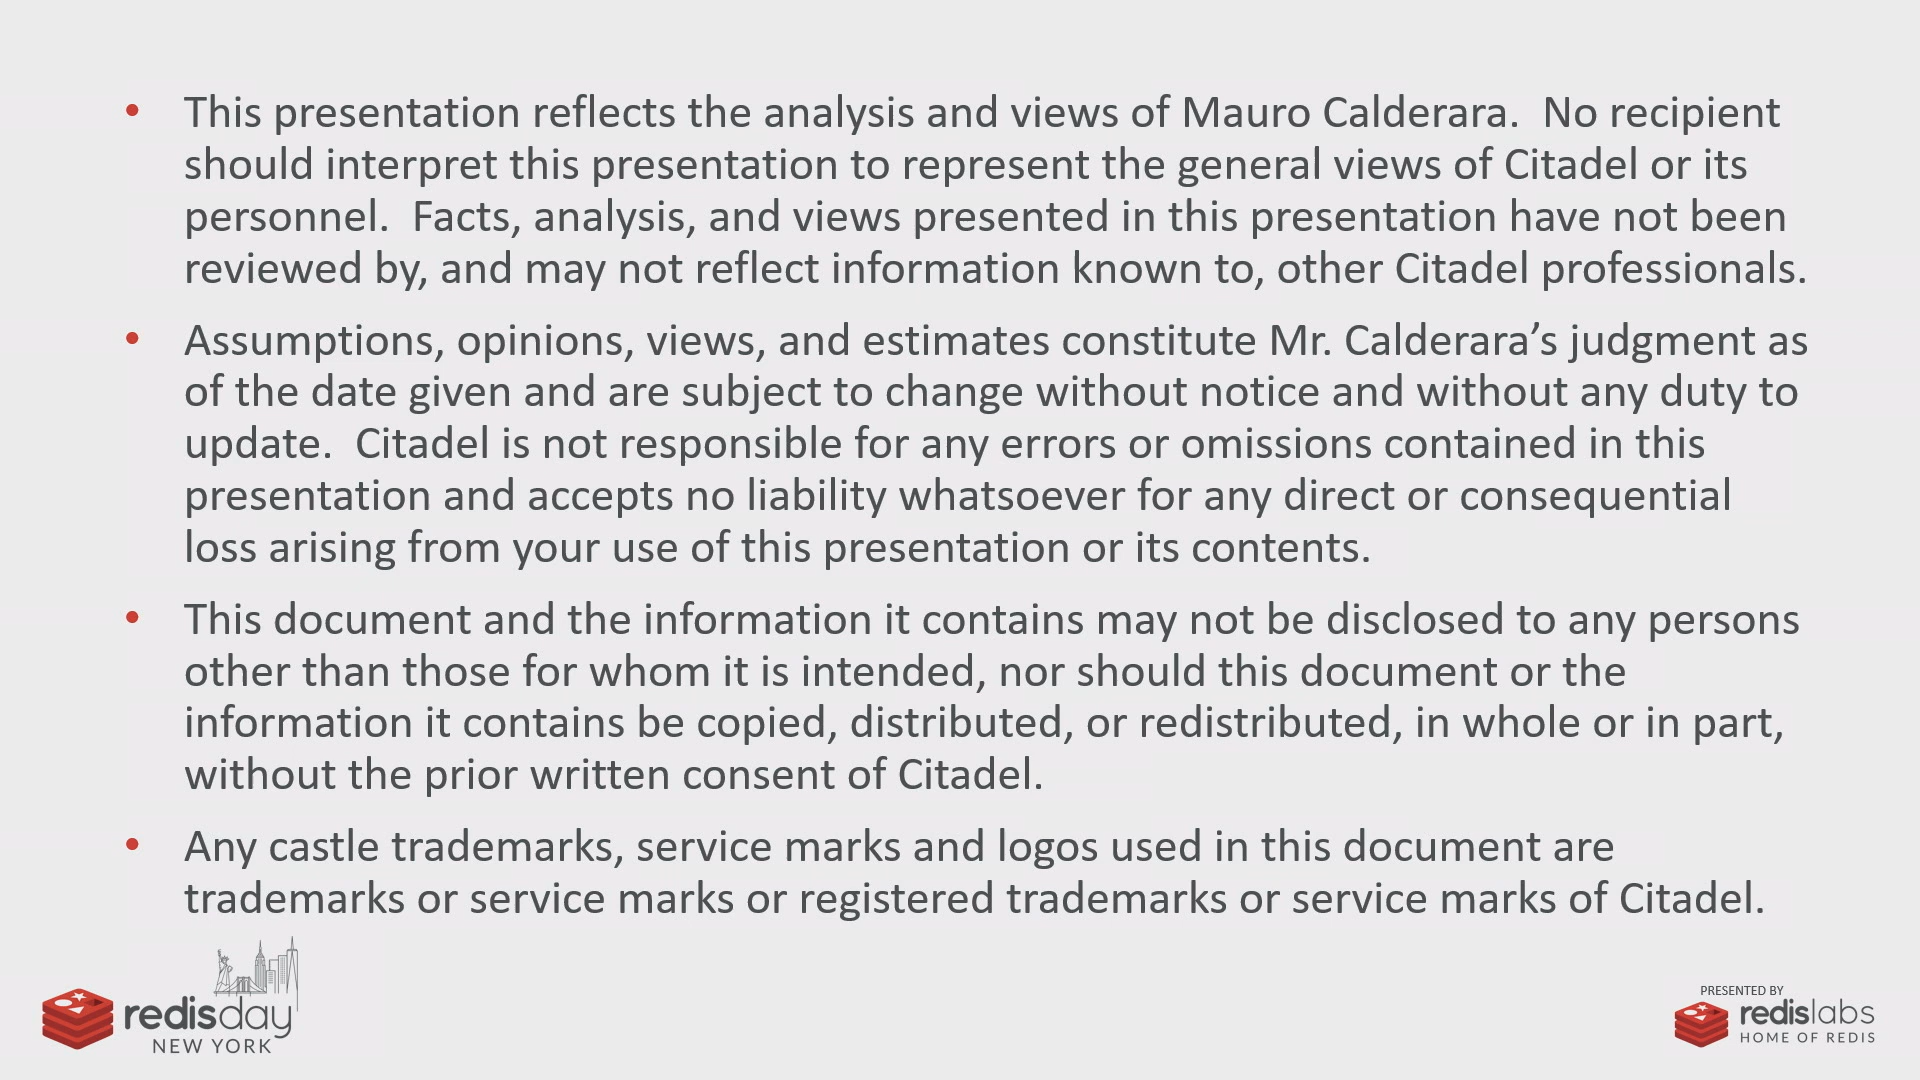 • This presentation reflects the analysis and views of Mauro Calderara.  No recipient
should interpret this presentation to represent the general views of Citadel or its
personnel.  Facts, analysis, and views presented in this presentation have not been
reviewed by, and may not reflect information known to, other Citadel professionals.
• Assumptions, opinions, views, and estimates constitute Mr. Calderara’s judgment as
of the date given and are subject to change without notice and without any duty to
update.  Citadel is not responsible for any errors or omissions contained in this
presentation and accepts no liability whatsoever for any direct or consequential
loss arising from your use of this presentation or its contents.
• This document and the information it contains may not be disclosed to any persons
other than those for whom it is intended, nor should this document or the
information it contains be copied, distributed, or redistributed, in whole or in part,
without the prior written consent of Citadel.
• Any castle trademarks, service marks and logos used in this document are
trademarks or service marks or registered trademarks or service marks of Citadel.
redisday
NEW YORK
PRESENTED BY
redislabs
HOME OF REDIS